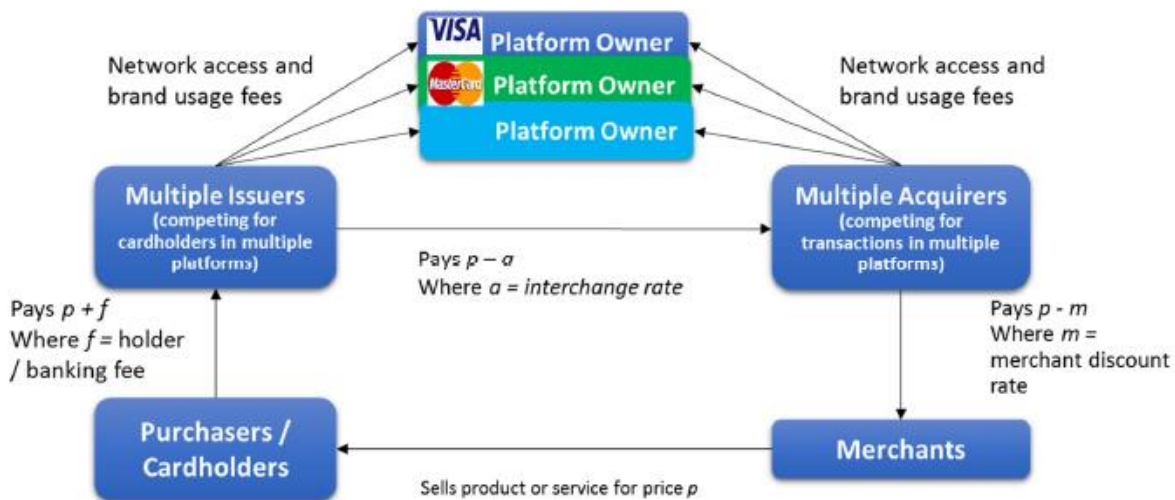 VISA Platform Owner
MasterCard Platform Owner
Platform Owner
Network access and
brand usage fees
Network access and
brand usage fees
Multiple Issuers
(competing for
cardholders in multiple
platforms)
Multiple Acquirers
(competing for
transactions in multiple
platforms)
Pays p – a
Where a = interchange rate
Pays p + f
Where f = holder
/ banking fee
Pays p - m
Where m =
merchant discount
rate
Purchasers /
Cardholders
Merchants
Sells product or service for price p